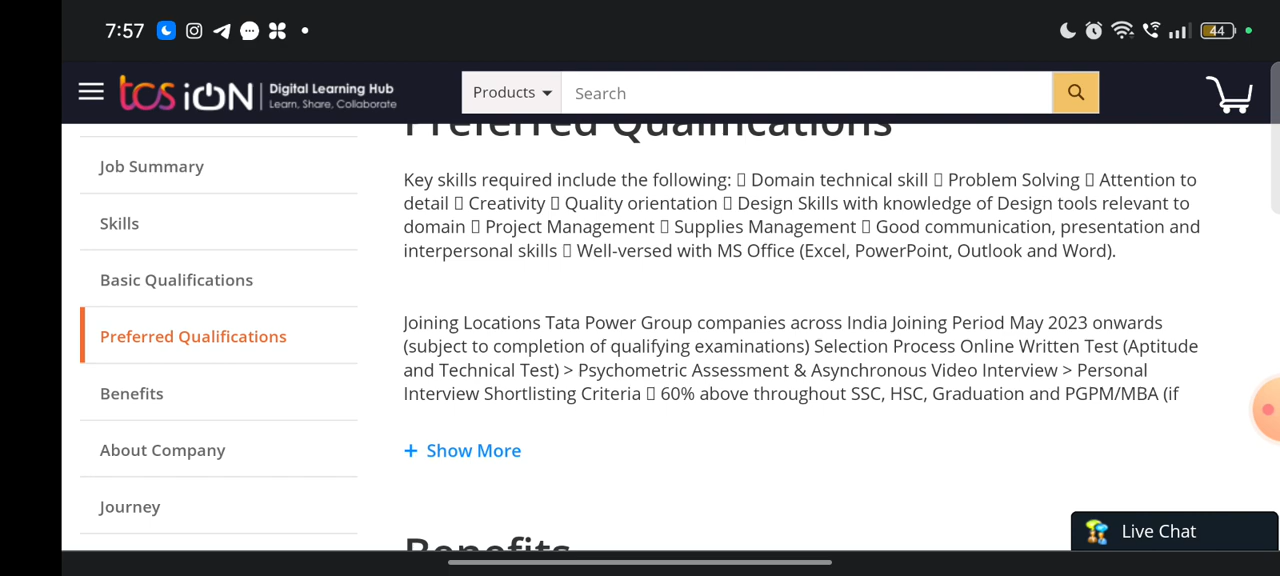 7:57
44
tcs iON | Digital Learning Hub
Learn, Share, Collaborate
Products
Search
Preferred Qualifications
Job Summary
Skills
Basic Qualifications
Preferred Qualifications
Benefits
About Company
Journey
Key skills required include the following: ▯ Domain technical skill ▯ Problem Solving ▯ Attention to
detail ▯ Creativity ▯ Quality orientation ▯ Design Skills with knowledge of Design tools relevant to
domain ▯ Project Management ▯ Supplies Management ▯ Good communication, presentation and
interpersonal skills ▯ Well-versed with MS Office (Excel, PowerPoint, Outlook and Word).
Joining Locations Tata Power Group companies across India Joining Period May 2023 onwards
(subject to completion of qualifying examinations) Selection Process Online Written Test (Aptitude
and Technical Test) > Psychometric Assessment & Asynchronous Video Interview > Personal
Interview Shortlisting Criteria ▯ 60% above throughout SSC, HSC, Graduation and PGPM/MBA (if
+ Show More
Benefits
Live Chat